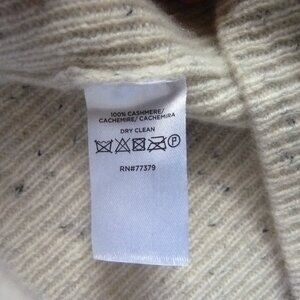 100% CASHMERE/
CACHEMIRE/ CACHEMIRA
DRY CLEAN
P
RN#77379